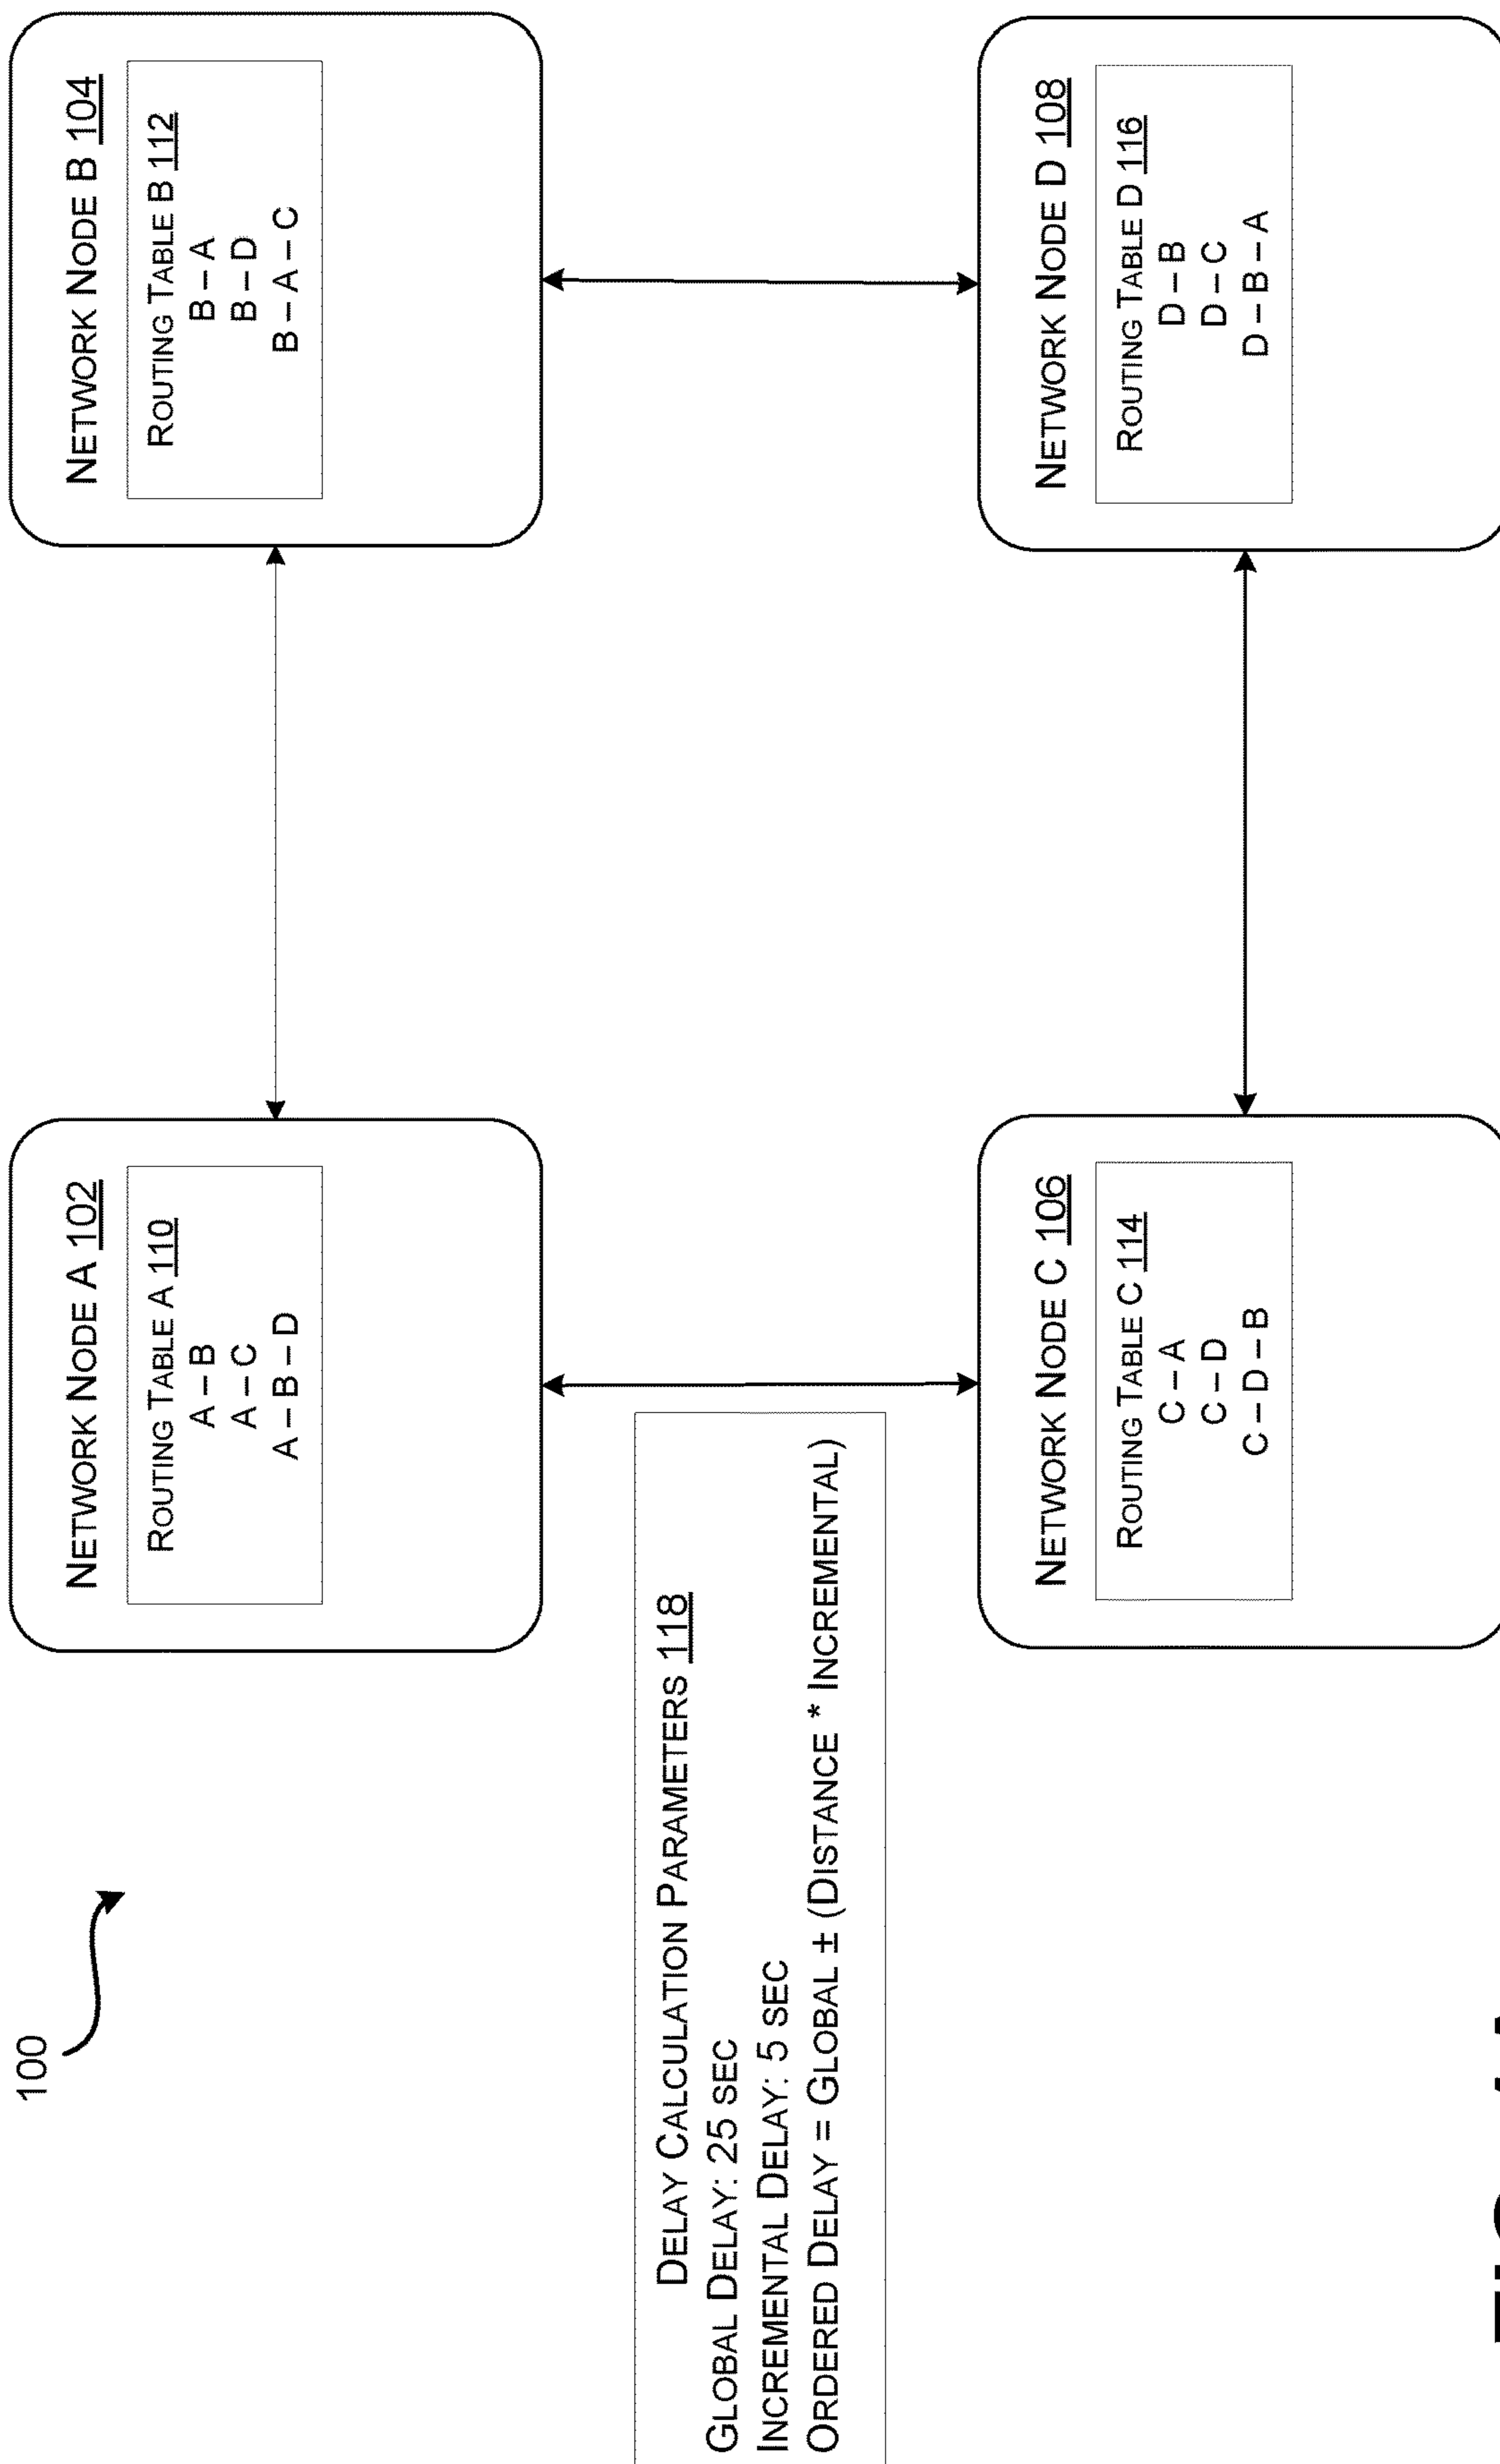 100
NETWORK NODE A 102
ROUTING TABLE A 110
A – B
A – C
A – B – D
NETWORK NODE B 104
ROUTING TABLE B 112
B – A
B – D
B – A – C
DELAY CALCULATION PARAMETERS 118
GLOBAL DELAY: 25 SEC
INCREMENTAL DELAY: 5 SEC
ORDERED DELAY = GLOBAL ± (DISTANCE * INCREMENTAL)
NETWORK NODE C 106
ROUTING TABLE C 114
C – A
C – D
C – D – B
NETWORK NODE D 108
ROUTING TABLE D 116
D – B
D – C
D – B – A